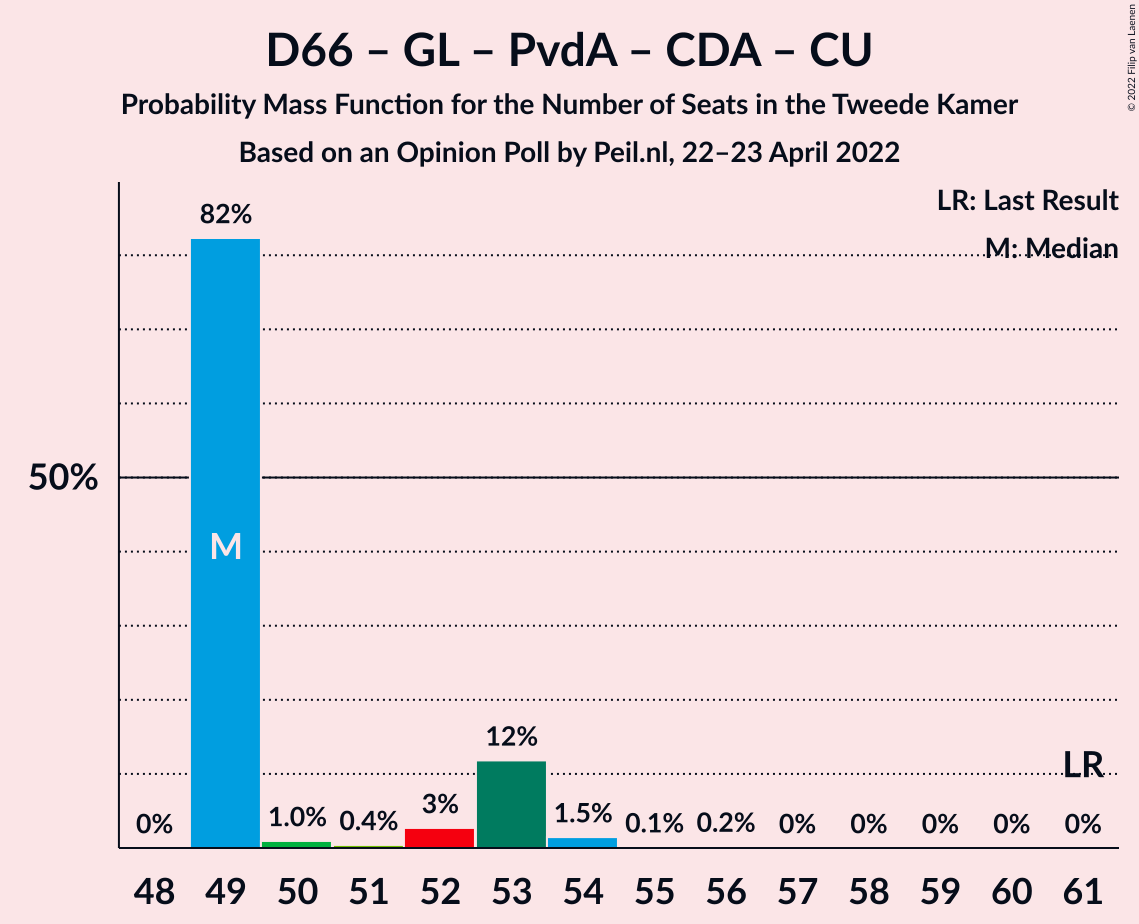 D66 – GL – PvdA – CDA – CU
Probability Mass Function for the Number of Seats in the Tweede Kamer
Based on an Opinion Poll by Peil.nl, 22–23 April 2022
© 2022 Filip van Laenen
LR: Last Result
M: Median
82%
50%
M
12%
LR
0%
1.0%
0.4%
3%
1.5%
0.1%
0.2%
0%
0%
0%
0%
0%
48 49 50 51 52 53 54 55 56 57 58 59 60 61